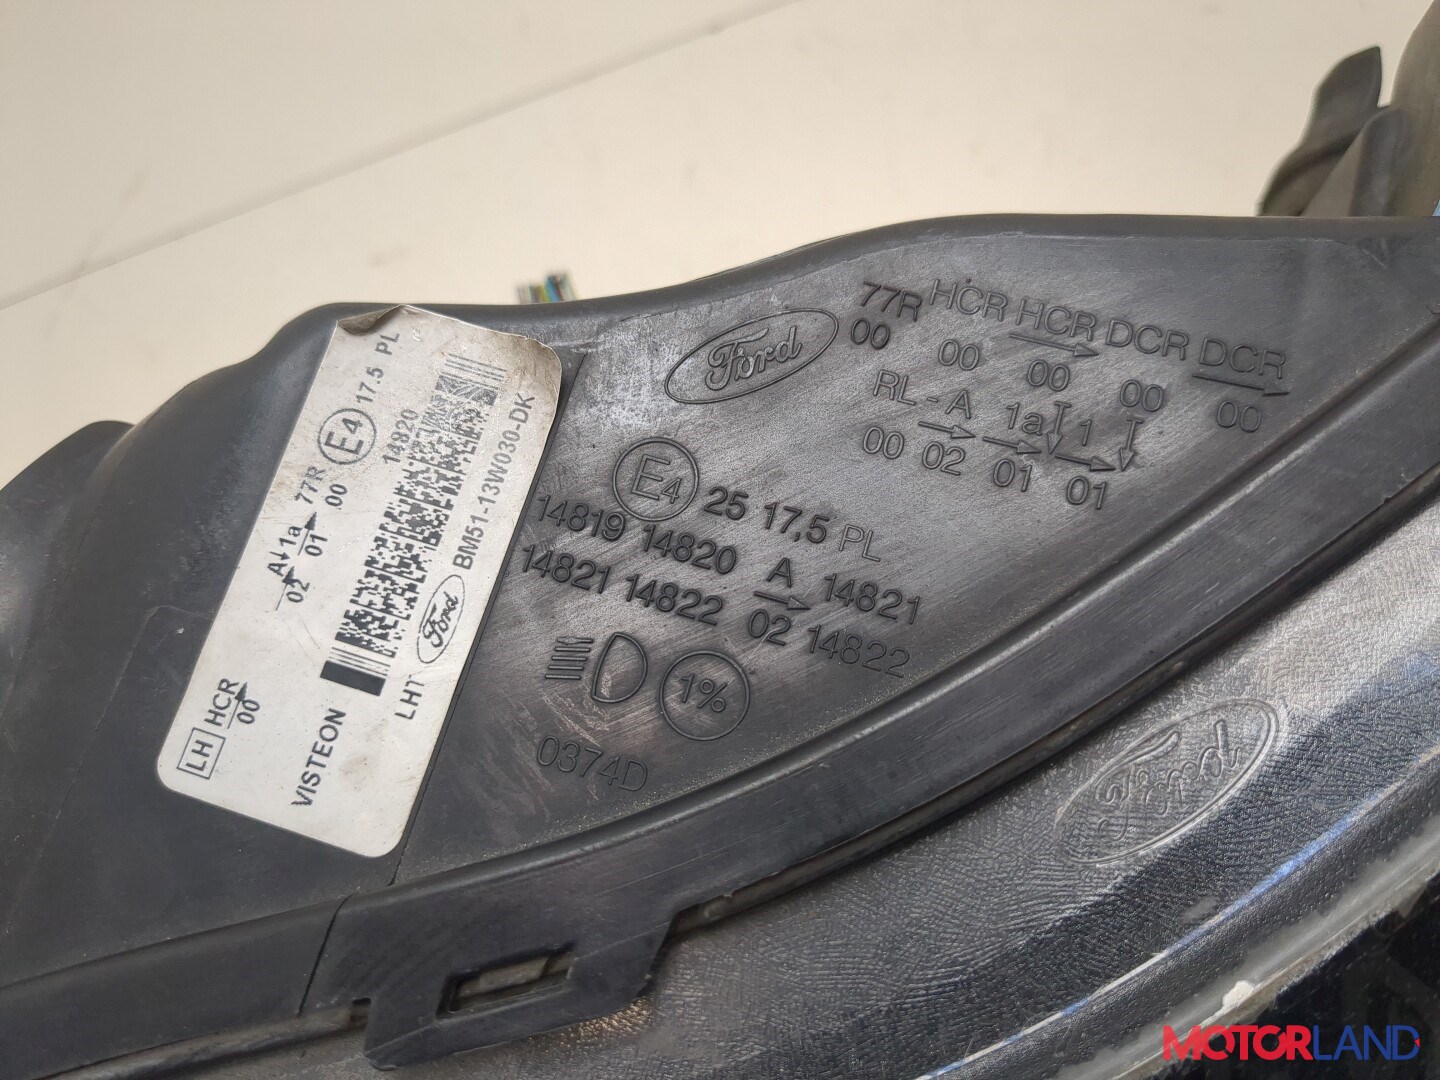 LH HCR
00
A 1a 77R
02 01 00
E4 17.5 PL
14820
VISTEON
Ford
BM51-13W030-DK
Ford
77R HCR HCR DCR DCR
00 00 00 00 00
RL - A 1a 1
00 02 01 01
E4 25 17,5 PL
14819 14820 A 14821
14821 14822 02 14822
1%
0374D
Ford
MOTORLAND